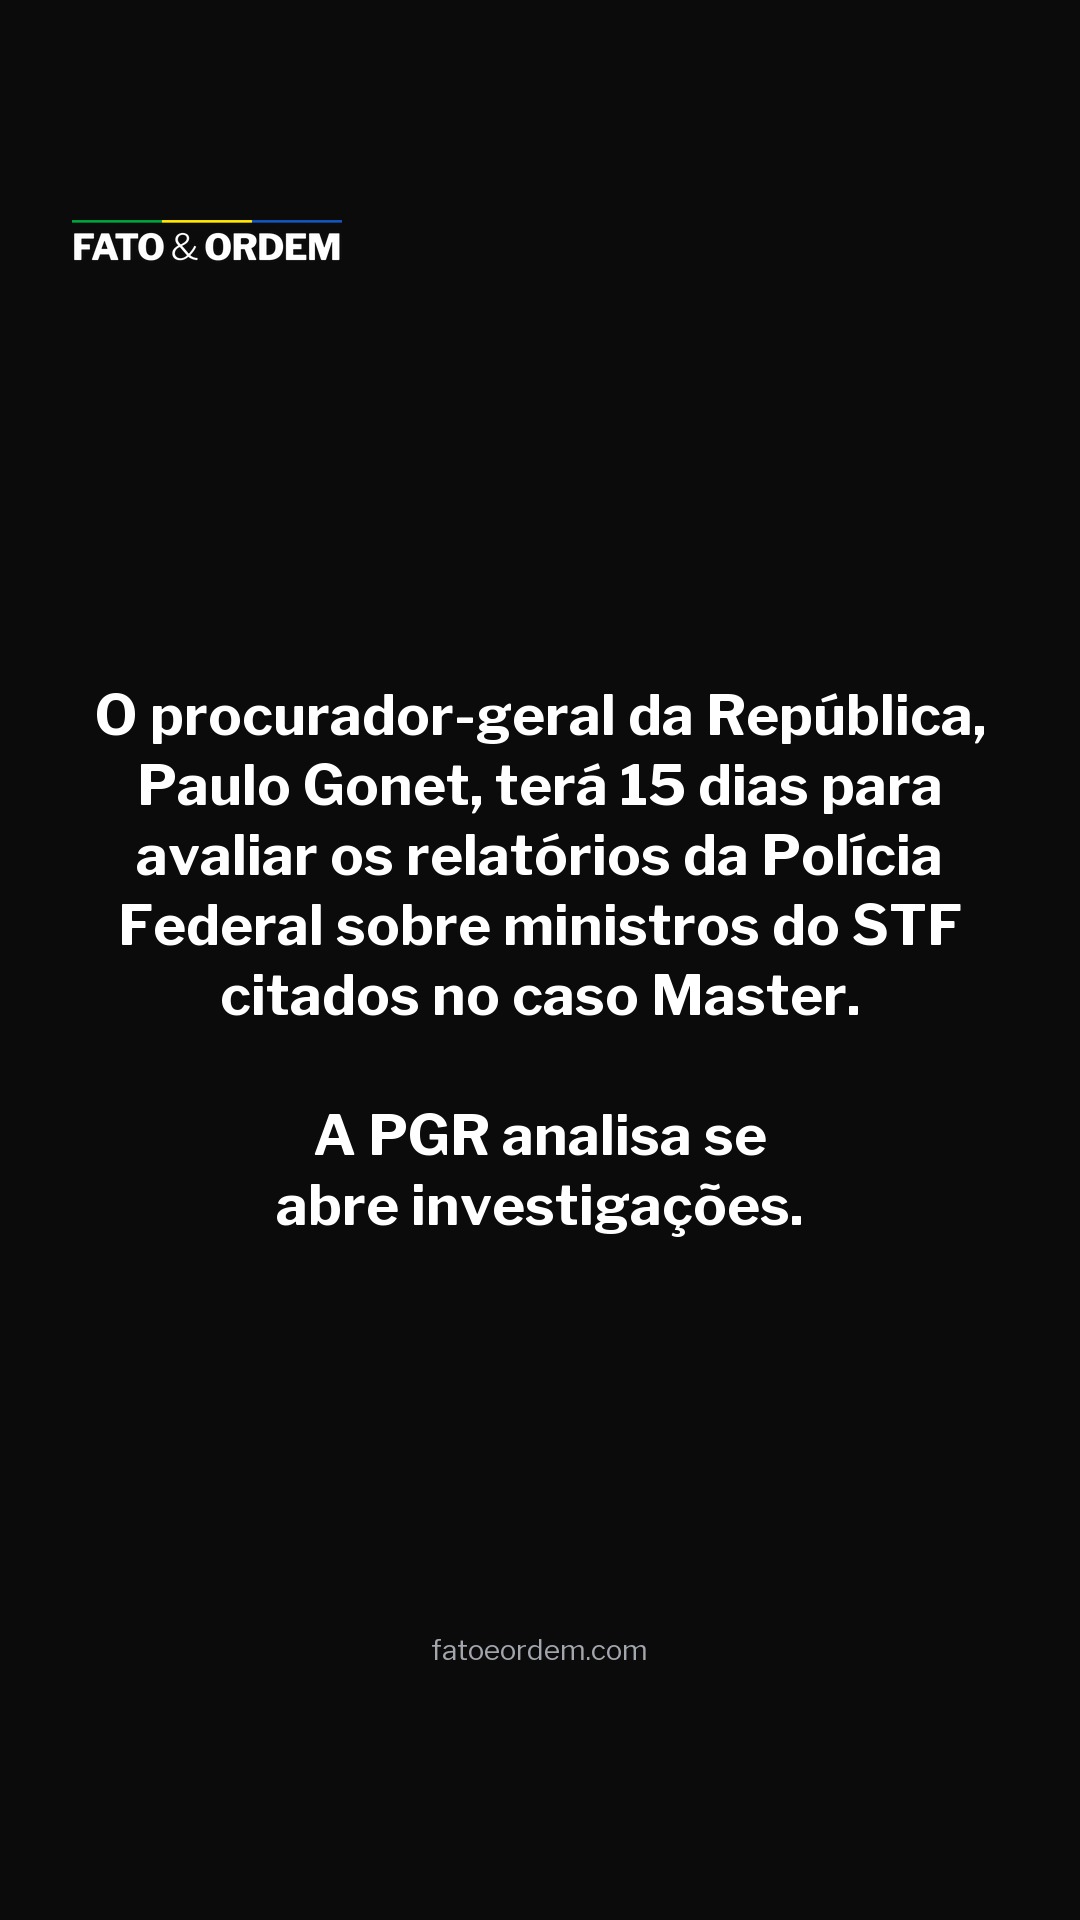 FATO & ORDEM
O procurador-geral da República,
Paulo Gonet, terá 15 dias para
avaliar os relatórios da Polícia
Federal sobre ministros do STF
citados no caso Master.
A PGR analisa se
abre investigações.
fatoeordem.com